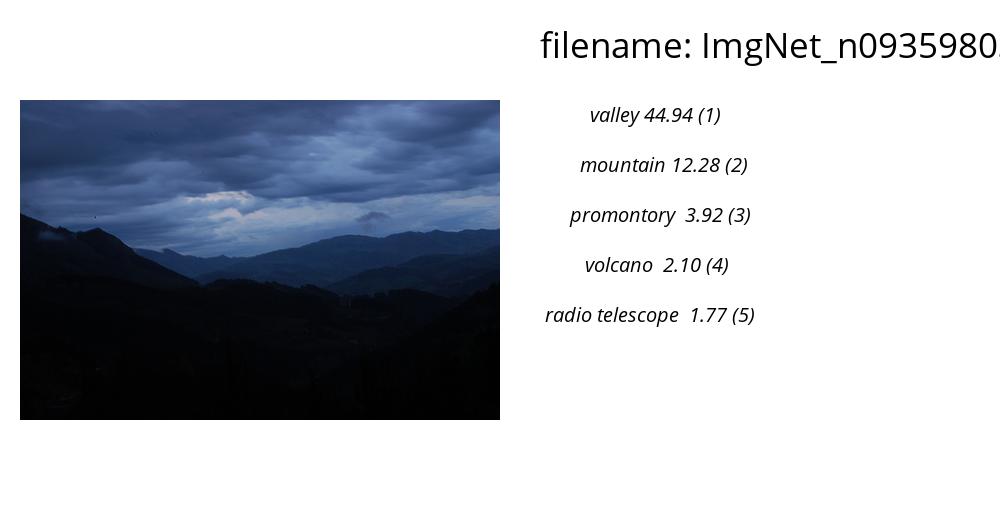 filename: ImgNet_n0935980
valley 44.94 (1)
mountain 12.28 (2)
promontory 3.92 (3)
volcano 2.10 (4)
radio telescope 1.77 (5)